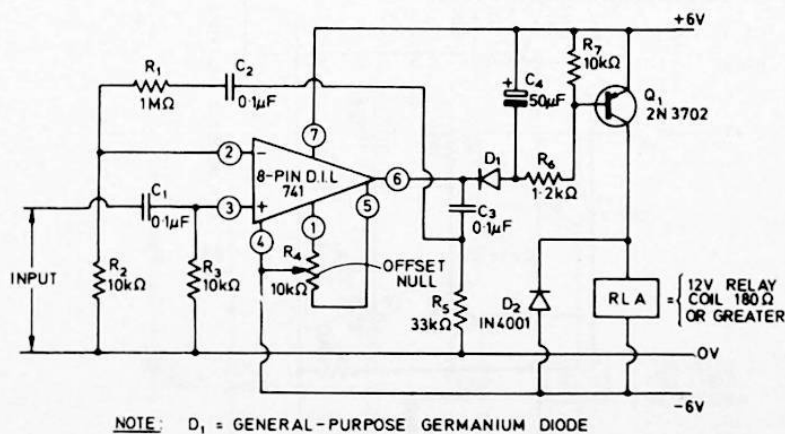 +6V
R7
10kΩ
C2
R1
1MΩ
0·1µF
+
C4
50µF
Q1
2N 3702
7
2
−
8-PIN D.I.L
741
6
D1
R6
1·2kΩ
C1
0·1µF
3
+
5
C3
0·1µF
4
1
R4
10kΩ
OFFSET
NULL
INPUT
R2
10kΩ
R3
10kΩ
R5
33kΩ
D2
IN4001
RLA
=
12V RELAY
COIL 180Ω
OR GREATER
0V
−6V
NOTE: D1 = GENERAL-PURPOSE GERMANIUM DIODE